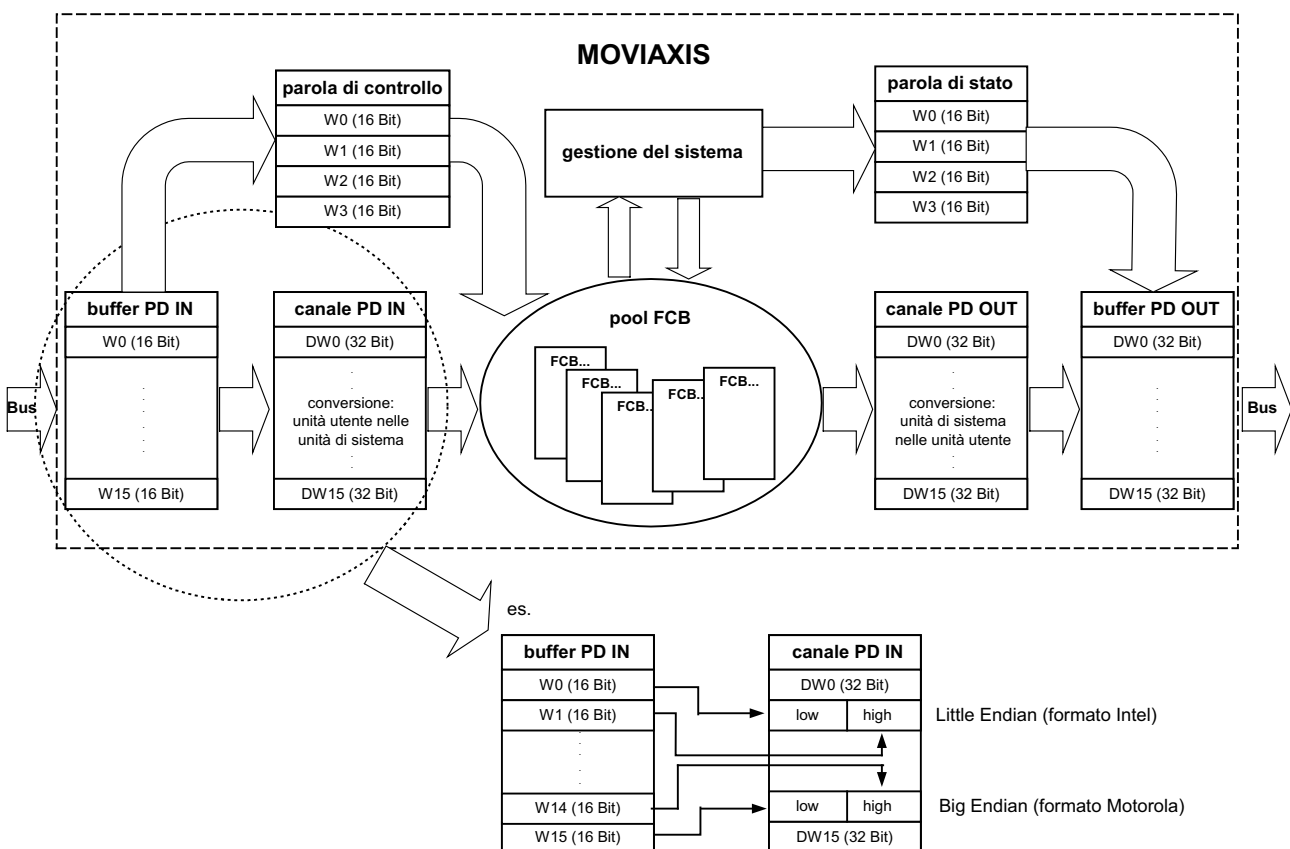 MOVIAXIS
parola di controllo
W0 (16 Bit)
W1 (16 Bit)
W2 (16 Bit)
W3 (16 Bit)
gestione del sistema
parola di stato
W0 (16 Bit)
W1 (16 Bit)
W2 (16 Bit)
W3 (16 Bit)
Bus
buffer PD IN
W0 (16 Bit)
W15 (16 Bit)
canale PD IN
DW0 (32 Bit)
conversione:
unità utente nelle
unità di sistema
DW15 (32 Bit)
pool FCB
FCB...
FCB...
FCB..
FCB...
FCB...
canale PD OUT
DW0 (32 Bit)
conversione:
unità di sistema
nelle unità utente
DW15 (32 Bit)
buffer PD OUT
DW0 (32 Bit)
DW15 (32 Bit)
Bus
es.
buffer PD IN
W0 (16 Bit)
W1 (16 Bit)
W14 (16 Bit)
W15 (16 Bit)
canale PD IN
DW0 (32 Bit)
low high
Little Endian (formato Intel)
low high
Big Endian (formato Motorola)
DW15 (32 Bit)